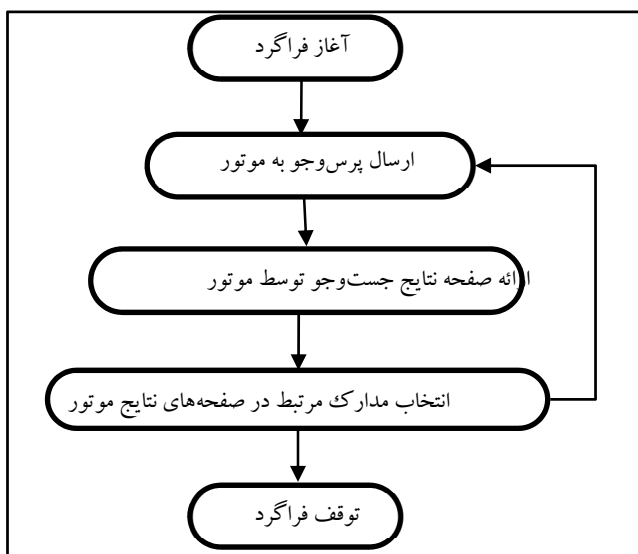 آغاز فراگرد
ارسال پرس‌وجو به موتور
ارائه صفحه نتایج جست‌وجو توسط موتور
انتخاب مدارك مرتبط در صفحه‌های نتایج موتور
توقف فراگرد